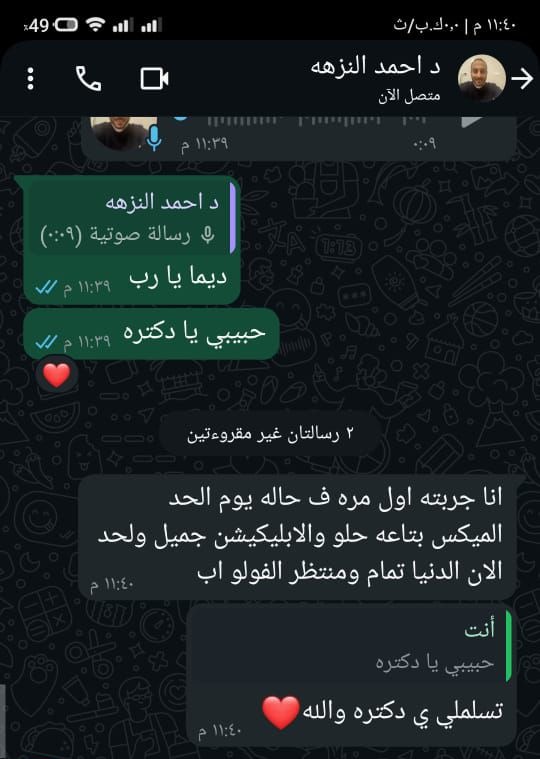 ١١:٤٠ م | ٠,٠ك.ب/ث
٪49
د احمد النزهه
متصل الآن
٠:٠٩
١١:٣٩ م
د احمد النزهه
رسالة صوتية (٠:٠٩)
ديما يا رب
١١:٣٩ م
حبيبي يا دكتره
١١:٣٩ م
❤️
٢ رسالتان غير مقروءتين
انا جربته اول مره ف حاله يوم الحد
الميكس بتاعه حلو والابليكيشن جميل ولحد
الان الدنيا تمام ومنتظر الفولو اب
١١:٤٠ م
أنت
حبيبي يا دكتره
تسلملي ي دكتره والله❤️
١١:٤٠ م